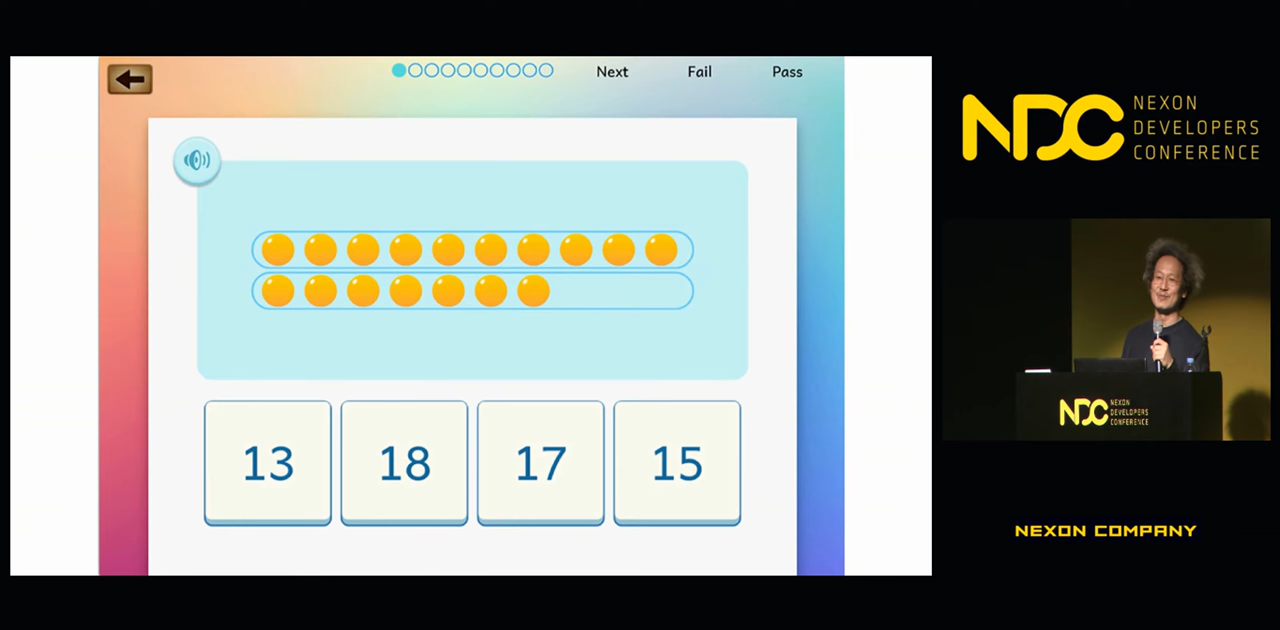 Next Fail Pass
13 18 17 15
NDC NEXON
DEVELOPERS
CONFERENCE
NDC NEXON
DEVELOPERS
CONFERENCE
NEXON COMPANY